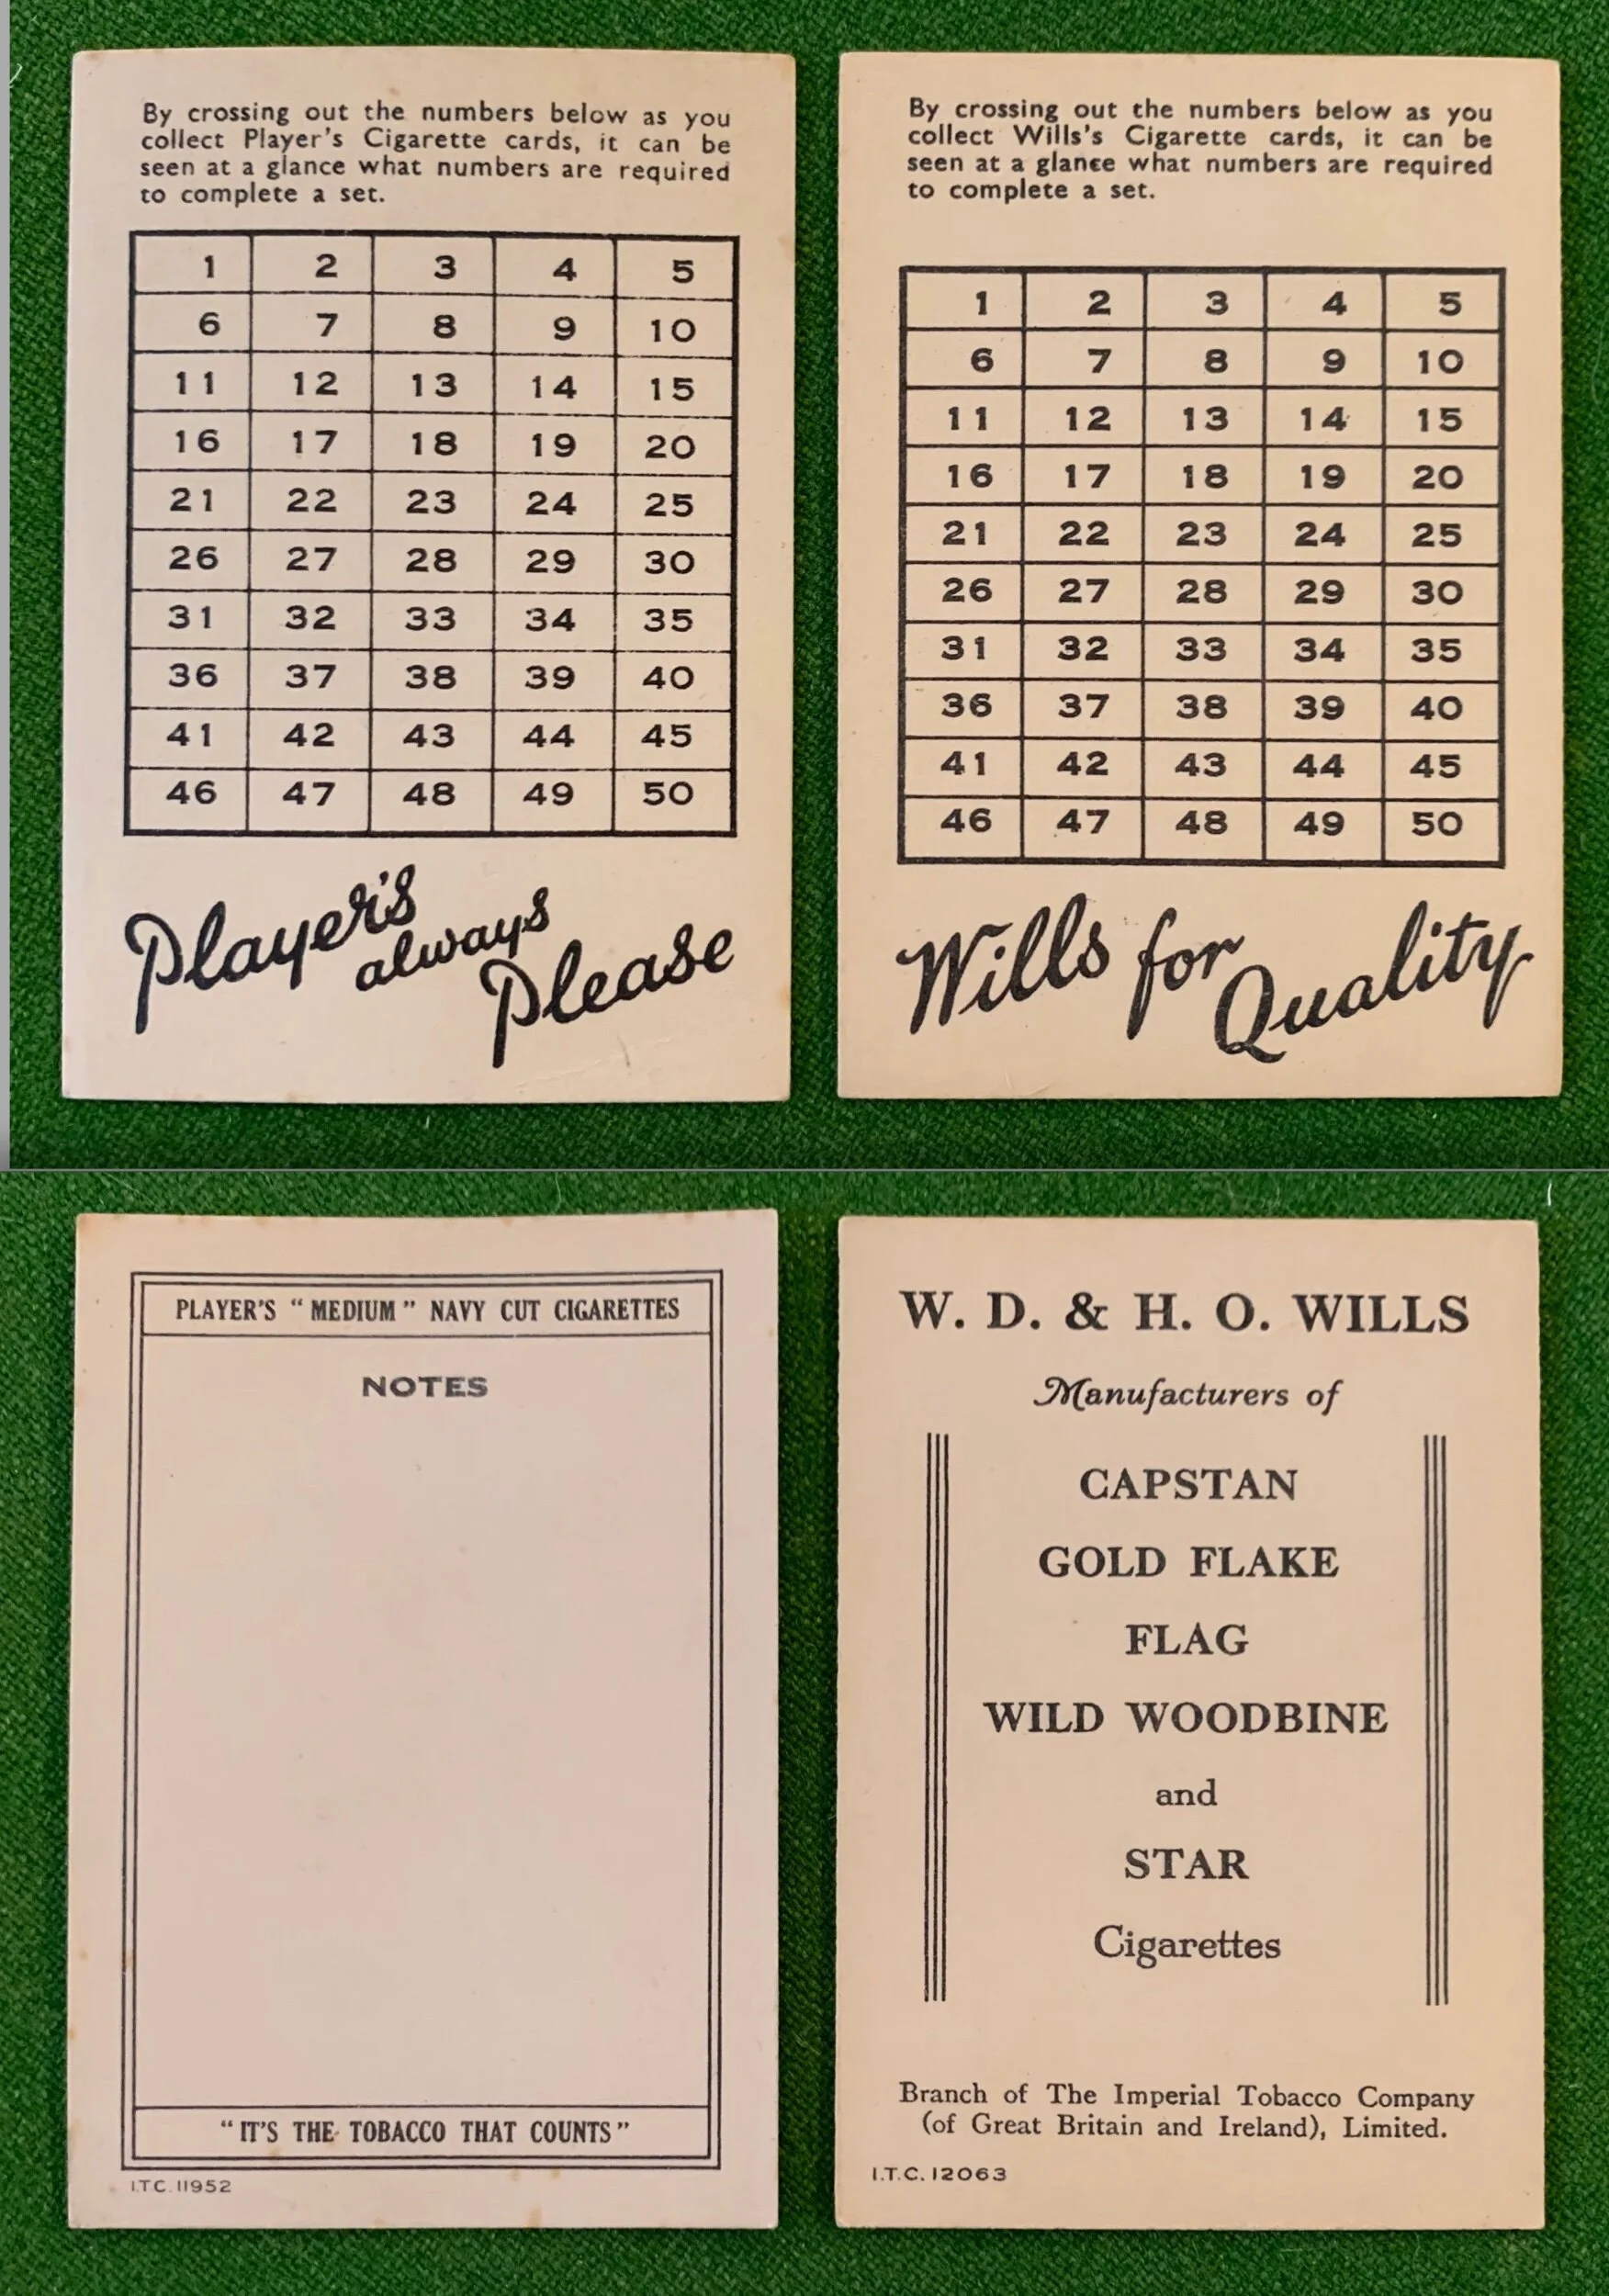 By crossing out the numbers below as you
collect Player's Cigarette cards, it can be
seen at a glance what numbers are required
to complete a set.
1 2 3 4 5
6 7 8 9 10
11 12 13 14 15
16 17 18 19 20
21 22 23 24 25
26 27 28 29 30
31 32 33 34 35
36 37 38 39 40
41 42 43 44 45
46 47 48 49 50
Player's
always
Please
By crossing out the numbers below as you
collect Wills's Cigarette cards, it can be
seen at a glance what numbers are required
to complete a set.
1 2 3 4 5
6 7 8 9 10
11 12 13 14 15
16 17 18 19 20
21 22 23 24 25
26 27 28 29 30
31 32 33 34 35
36 37 38 39 40
41 42 43 44 45
46 47 48 49 50
Wills for
Quality
PLAYER'S "MEDIUM" NAVY CUT CIGARETTES
NOTES
"IT'S THE TOBACCO THAT COUNTS"
I.T.C. 11952
W. D. & H. O. WILLS
Manufacturers of
CAPSTAN
GOLD FLAKE
FLAG
WILD WOODBINE
and
STAR
Cigarettes
Branch of The Imperial Tobacco Company
(of Great Britain and Ireland), Limited.
I.T.C. 12063